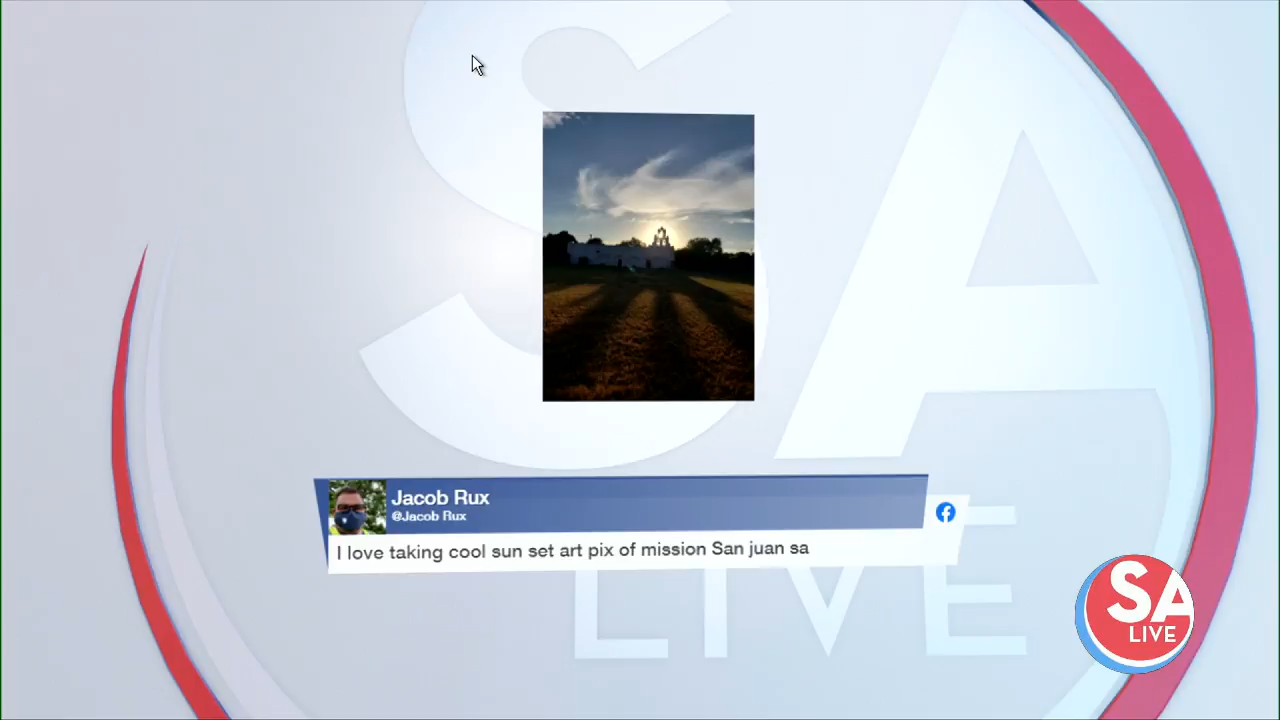 SA
LIVE
Jacob Rux
@Jacob Rux
I love taking cool sun set art pix of mission San juan sa
SA
LIVE